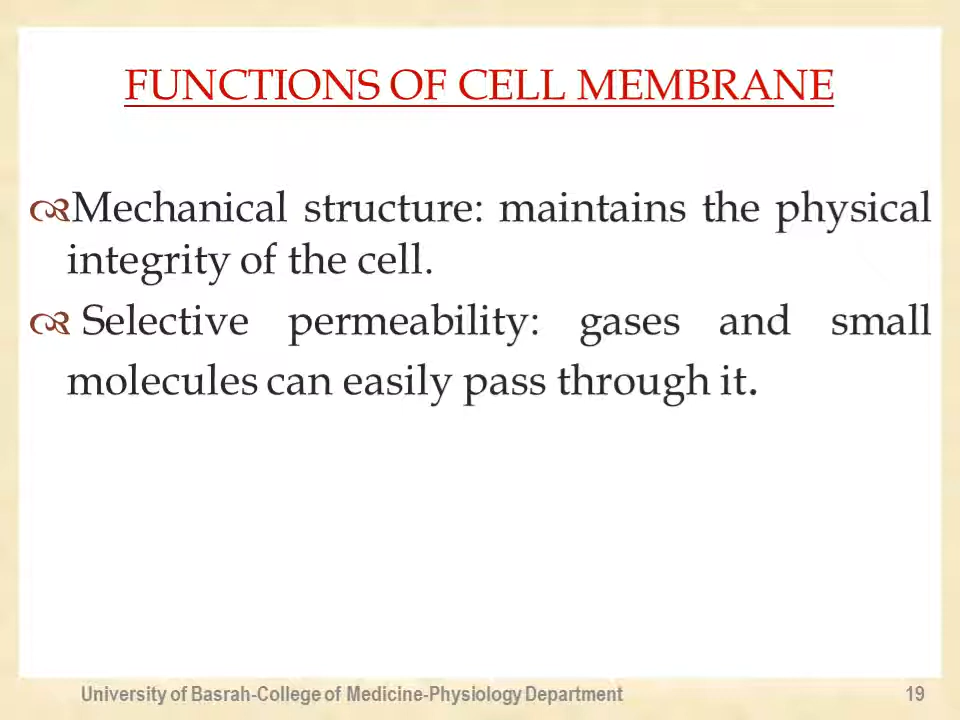 FUNCTIONS OF CELL MEMBRANE
Mechanical structure: maintains the physical
integrity of the cell.
Selective permeability: gases and small
molecules can easily pass through it.
University of Basrah-College of Medicine-Physiology Department 19